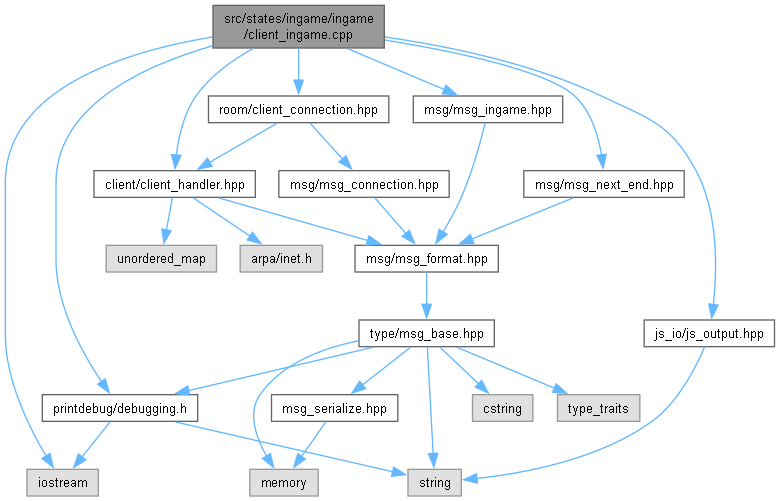 src/states/ingame/ingame
/client_ingame.cpp
room/client_connection.hpp
msg/msg_ingame.hpp
client/client_handler.hpp
msg/msg_connection.hpp
msg/msg_next_end.hpp
unordered_map
arpa/inet.h
msg/msg_format.hpp
type/msg_base.hpp
js_io/js_output.hpp
printdebug/debugging.h
msg_serialize.hpp
cstring
type_traits
iostream
memory
string